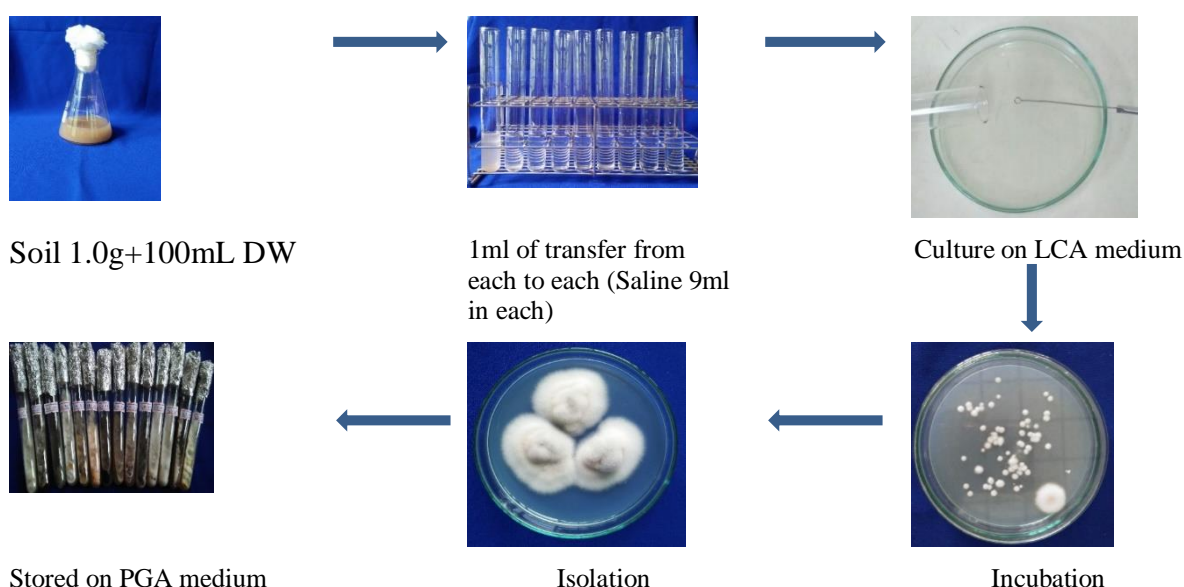 Soil 1.0g+100mL DW
1ml of transfer from
each to each (Saline 9ml
in each)
Culture on LCA medium
Stored on PGA medium
Isolation
Incubation